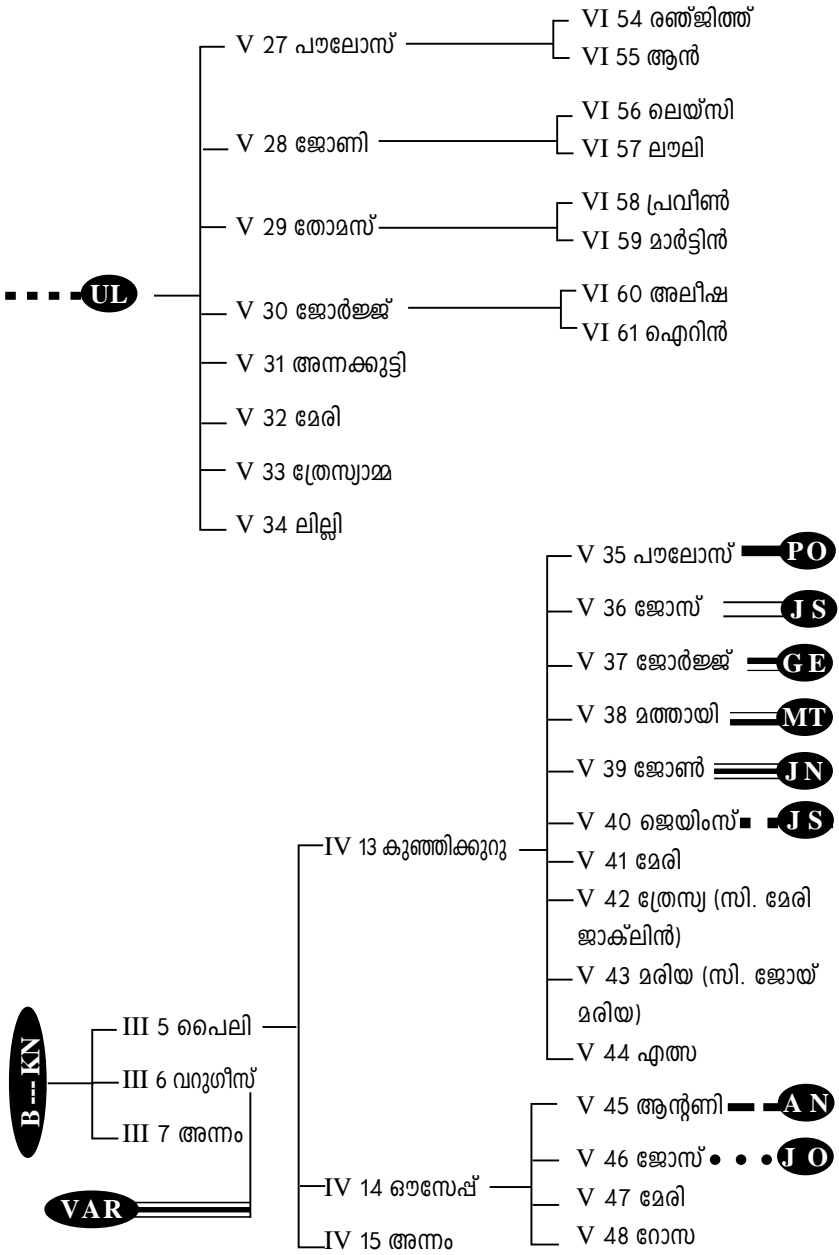 VI 54 രഞ്ജിത്ത്
V 27 പൗലോസ്
VI 55 ആൻ
VI 56 ലെയ്സി
V 28 ജോണി
VI 57 ലൗലി
VI 58 പ്രവീൺ
V 29 തോമസ്
VI 59 മാർട്ടിൻ
UL
VI 60 അലീഷ
V 30 ജോർജ്ജ്
VI 61 ഐറിൻ
V 31 അന്നക്കുട്ടി
V 32 മേരി
V 33 ത്രേസ്യാമ്മ
V 34 ലില്ലി
V 35 പൗലോസ് PO
V 36 ജോസ് JS
V 37 ജോർജ്ജ് GE
V 38 മത്തായി MT
V 39 ജോൺ JN
V 40 ജെയിംസ് JS
IV 13 കുഞ്ഞിക്കുറു
V 41 മേരി
V 42 ത്രേസ്യ (സി. മേരി
ജാക്ലിൻ)
V 43 മരിയ (സി. ജോയ്
മരിയ)
V 44 എത്സ
B --- KN
III 5 പൈലി
III 6 വറുഗീസ്
III 7 അന്നം
VAR
V 45 ആന്റണി AN
V 46 ജോസ് JO
IV 14 ഔസേപ്പ്
V 47 മേരി
V 48 റോസ
IV 15 അന്നം